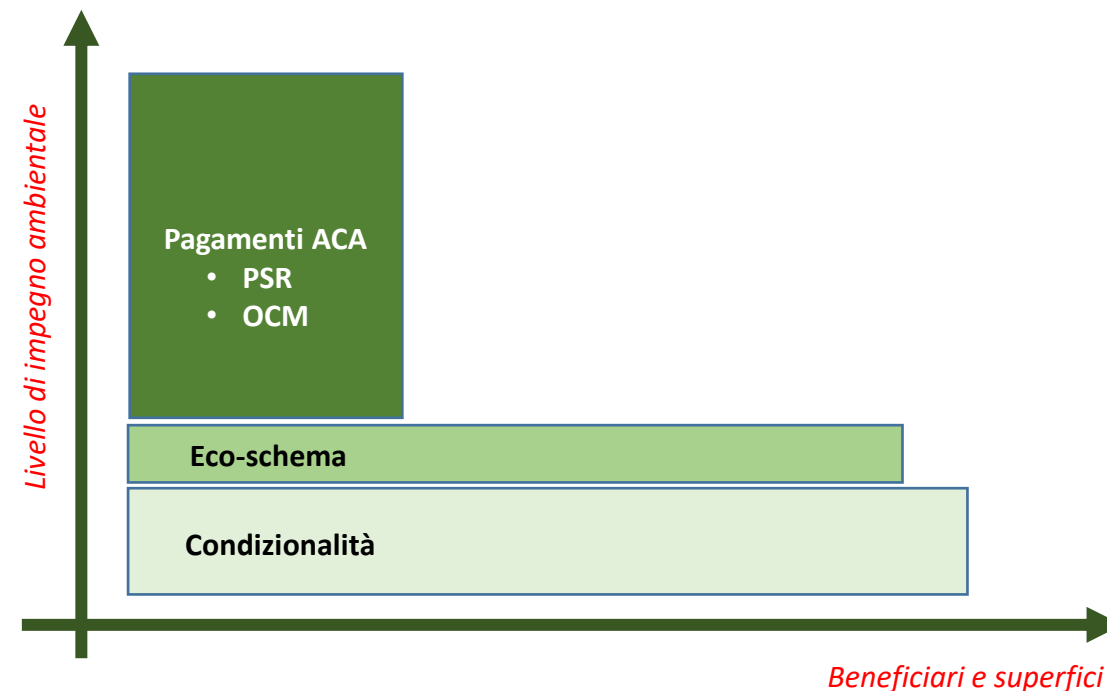 Livello di impegno ambientale
Pagamenti ACA
• PSR
• OCM
Eco-schema
Condizionalità
Beneficiari e superfici